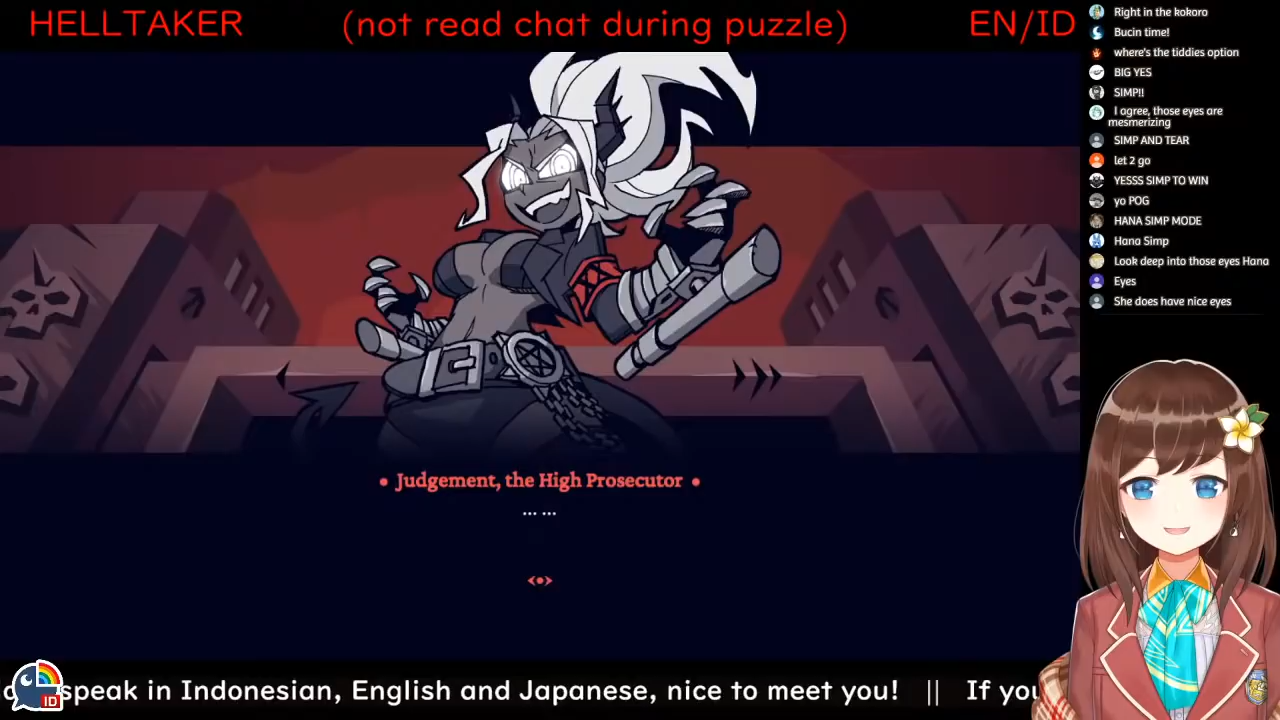 HELLTAKER
(not read chat during puzzle)
EN/ID
Right in the kokoro
Bucin time!
where's the tiddies option
BIG YES
SIMP!!
I agree, those eyes are
mesmerizing
SIMP AND TEAR
let 2 go
YESSS SIMP TO WIN
yo POG
HANA SIMP MODE
Hana Simp
Look deep into those eyes Hana
Eyes
She does have nice eyes
• Judgement, the High Prosecutor •
... ...
speak in Indonesian, English and Japanese, nice to meet you! || If you
ID